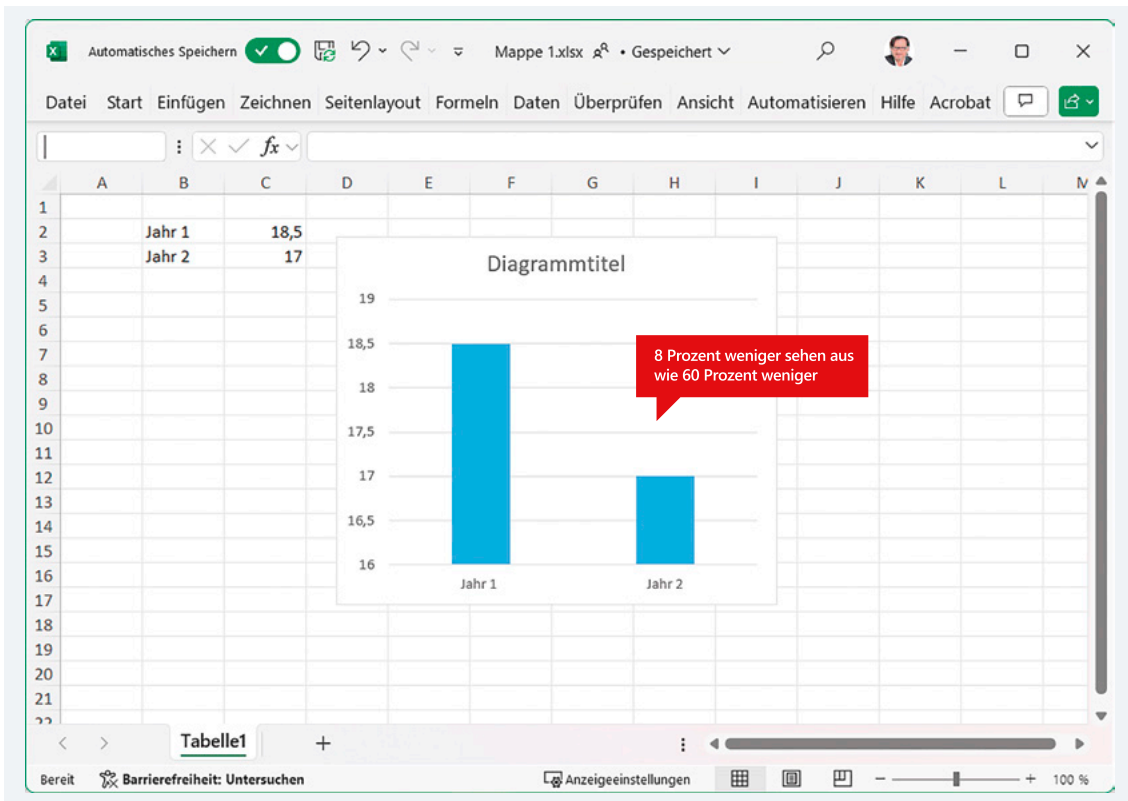 Automatisches Speichern Mappe 1.xlsx • Gespeichert
Datei Start Einfügen Zeichnen Seitenlayout Formeln Daten Überprüfen Ansicht Automatisieren Hilfe Acrobat
fx
A B C D E F G H I J K L M
1
2 Jahr 1 18,5
3 Jahr 2 17
4
5
6
7
8
9
10
11
12
13
14
15
16
17
18
19
20
21
22
Diagrammtitel
19
18,5
18
17,5
17
16,5
16
Jahr 1 Jahr 2
8 Prozent weniger sehen aus
wie 60 Prozent weniger
Tabelle1
Bereit Barrierefreiheit: Untersuchen Anzeigeeinstellungen 100 %